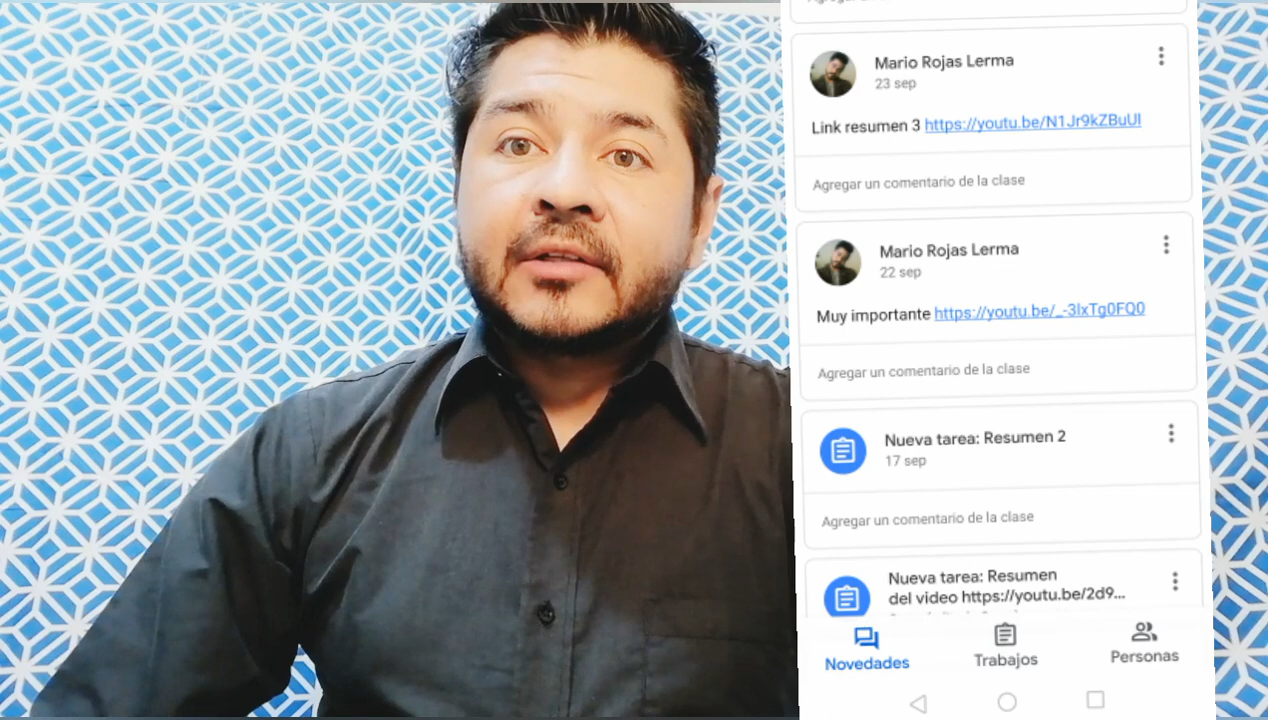 Mario Rojas Lerma
23 sep
Link resumen 3 https://youtu.be/N1Jr9kZBuUI
Agregar un comentario de la clase
Mario Rojas Lerma
22 sep
Muy importante https://youtu.be/_-3lxTg0FQ0
Agregar un comentario de la clase
Nueva tarea: Resumen 2
17 sep
Agregar un comentario de la clase
Nueva tarea: Resumen
del video https://youtu.be/2d9...
Novedades
Trabajos
Personas